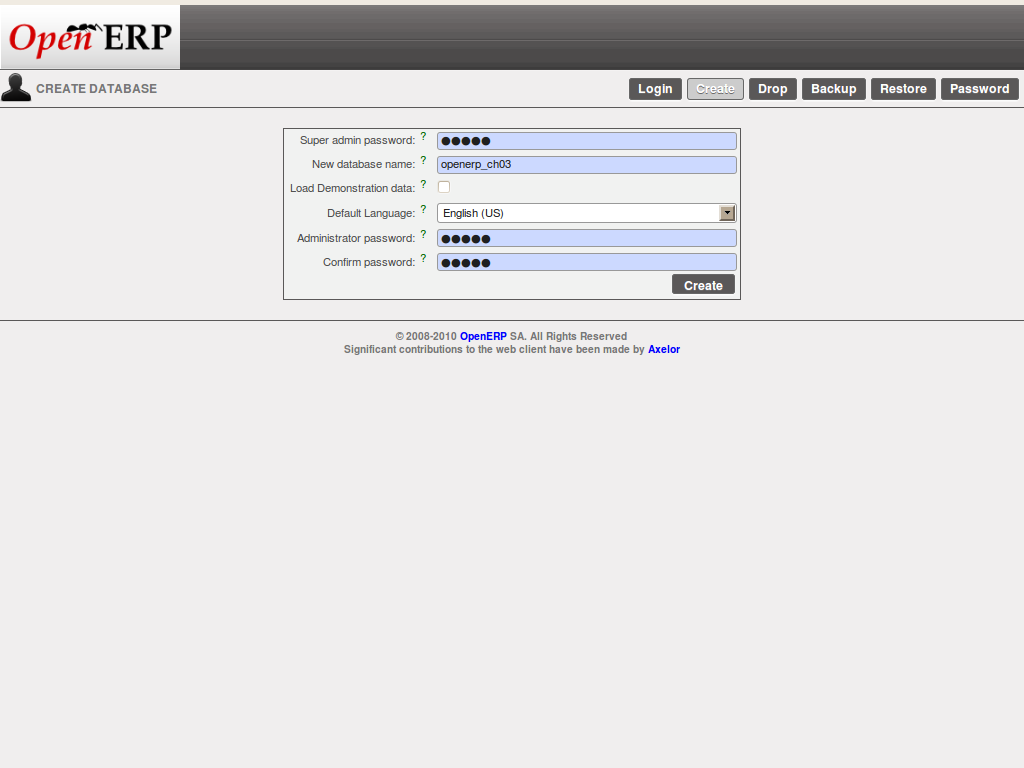 Open ERP
CREATE DATABASE
Login Create Drop Backup Restore Password
Super admin password: ? ●●●●●
New database name: ? openerp_ch03
Load Demonstration data: ?
Default Language: ? English (US)
Administrator password: ? ●●●●●
Confirm password: ? ●●●●●
Create
© 2008-2010 OpenERP SA. All Rights Reserved
Significant contributions to the web client have been made by Axelor